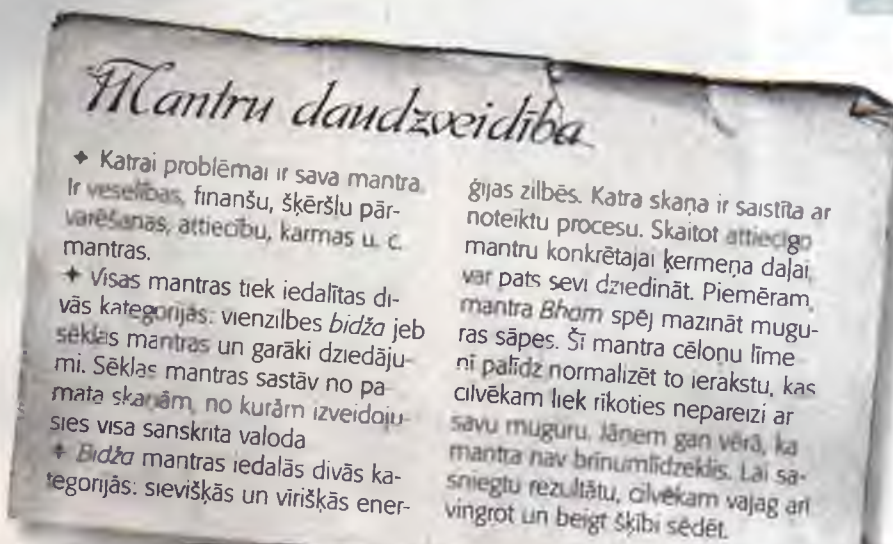 Mantru daudzveidība
✦ Katrai problēmai ir sava mantra.
Ir veselības, finanšu, šķēršļu pār-
varēšanas, attiecību, karmas u. c.
mantras.
✦ Visas mantras tiek iedalītas di-
vās kategorijās: vienzilbes bidža jeb
sēklas mantras un garāki dziedāju-
mi. Sēklas mantras sastāv no pa-
mata skaņām, no kurām izveidoju-
sies visa sanskrita valoda
✦ Bidža mantras iedalās divās ka-
tegorijās: sievišķās un vīrišķās ener-
ģijas zilbēs. Katra skaņa ir saistīta ar
noteiktu procesu. Skaitot attiecīgo
mantru konkrētajai ķermeņa daļai,
var pats sevi dziedināt. Piemēram,
mantra Bham spēj mazināt mugu-
ras sāpes. Šī mantra cēloņu līme-
nī palīdz normalizēt to ierakstu, kas
cilvēkam liek rīkoties nepareizi ar
savu muguru. Jāņem gan vērā, ka
mantra nav brīnumlīdzeklis. Lai sa-
sniegtu rezultātu, cilvēkam vajag arī
vingrot un beigt šķībi sēdēt.